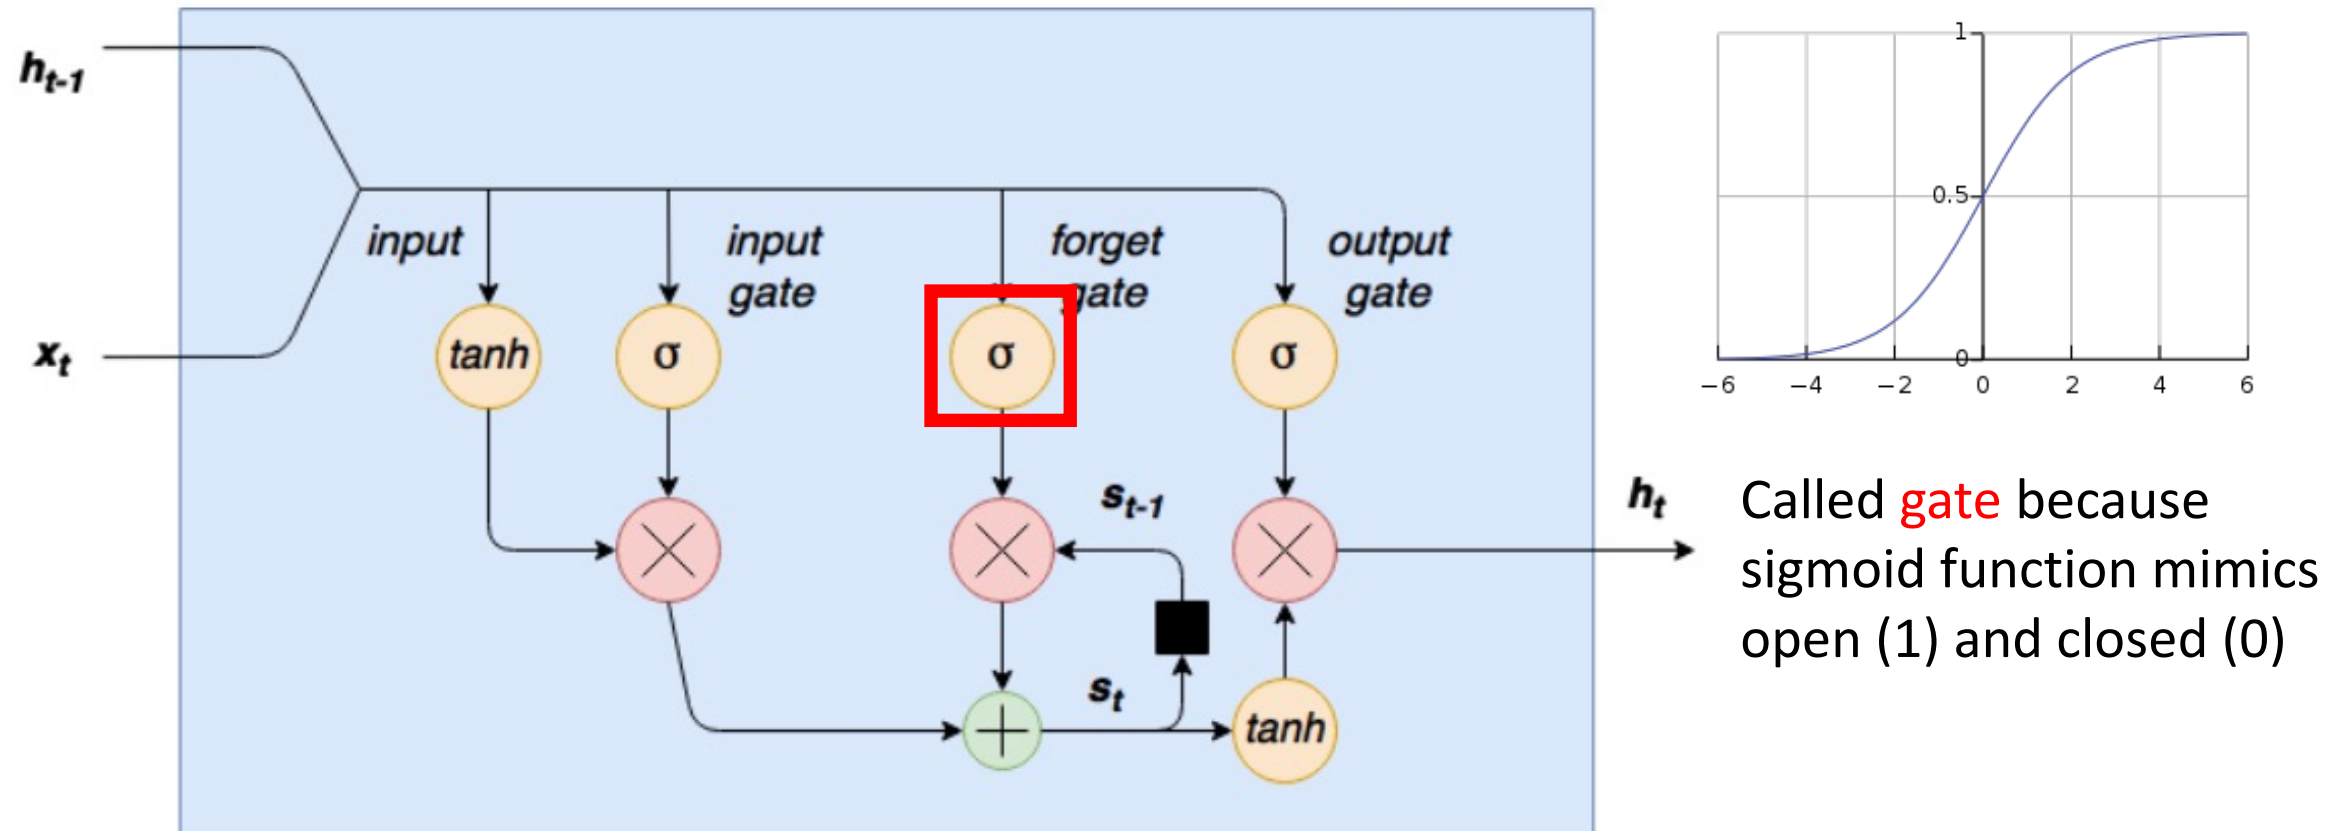 h_{t-1}
x_t
input
input
gate
forget
gate
output
gate
tanh
σ
σ
σ
s_{t-1}
s_t
tanh
h_t
1
0.5
0
−6 −4 −2 0 2 4 6
Called gate because
sigmoid function mimics
open (1) and closed (0)